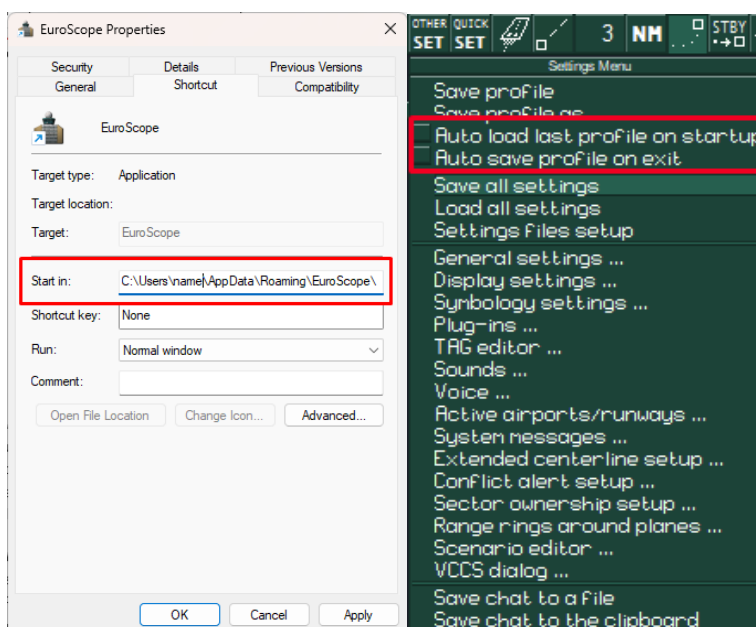 EuroScope Properties
Security Details Previous Versions
General Shortcut Compatibility
EuroScope
Target type: Application
Target location:
Target: EuroScope
Start in: C:\Users\name\AppData\Roaming\EuroScope\
Shortcut key: None
Run: Normal window
Comment:
Open File Location Change Icon... Advanced...
OK Cancel Apply
OTHER SET QUICK SET 3 NM STBY
Settings Menu
Save profile
Save profile as
Auto load last profile on startup
Auto save profile on exit
Save all settings
Load all settings
Settings files setup
General settings ...
Display settings ...
Symbology settings ...
Plug-ins ...
TAG editor ...
Sounds ...
Voice ...
Active airports/runways ...
System messages ...
Extended centerline setup ...
Conflict alert setup ...
Sector ownership setup ...
Range rings around planes ...
Scenario editor ...
VCCS dialog ...
Save chat to a file
Save chat to the clipboard